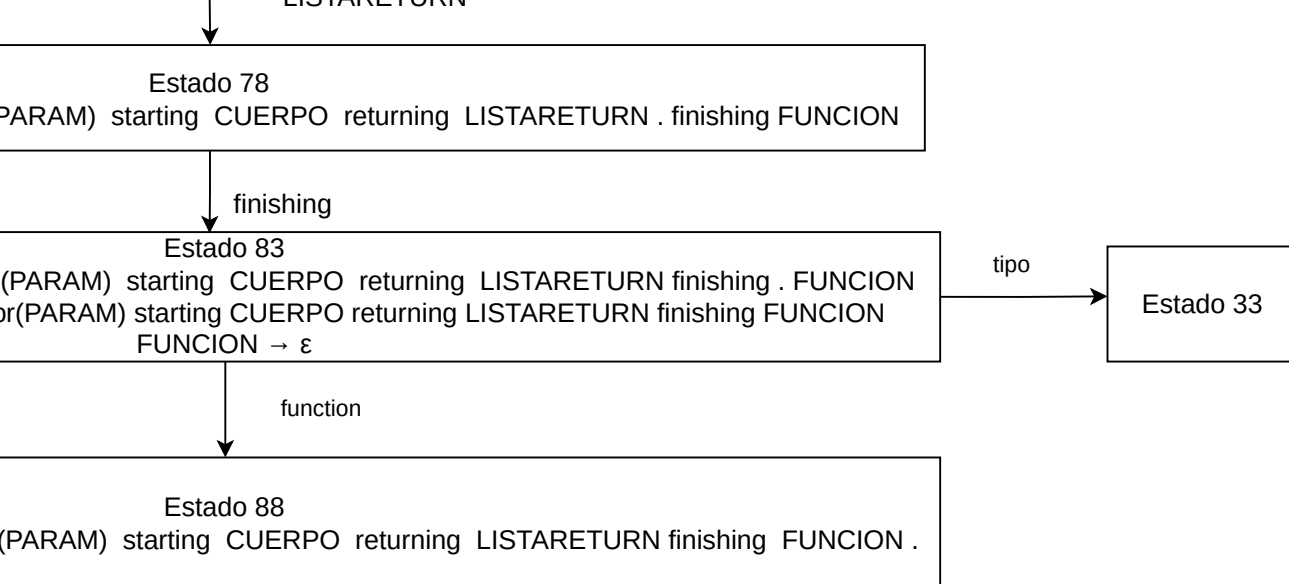 LISTARETURN
Estado 78
(PARAM) starting CUERPO returning LISTARETURN . finishing FUNCION
finishing
Estado 83
(PARAM) starting CUERPO returning LISTARETURN finishing . FUNCION
or(PARAM) starting CUERPO returning LISTARETURN finishing FUNCION
FUNCION → ε
tipo
Estado 33
function
Estado 88
(PARAM) starting CUERPO returning LISTARETURN finishing FUNCION .